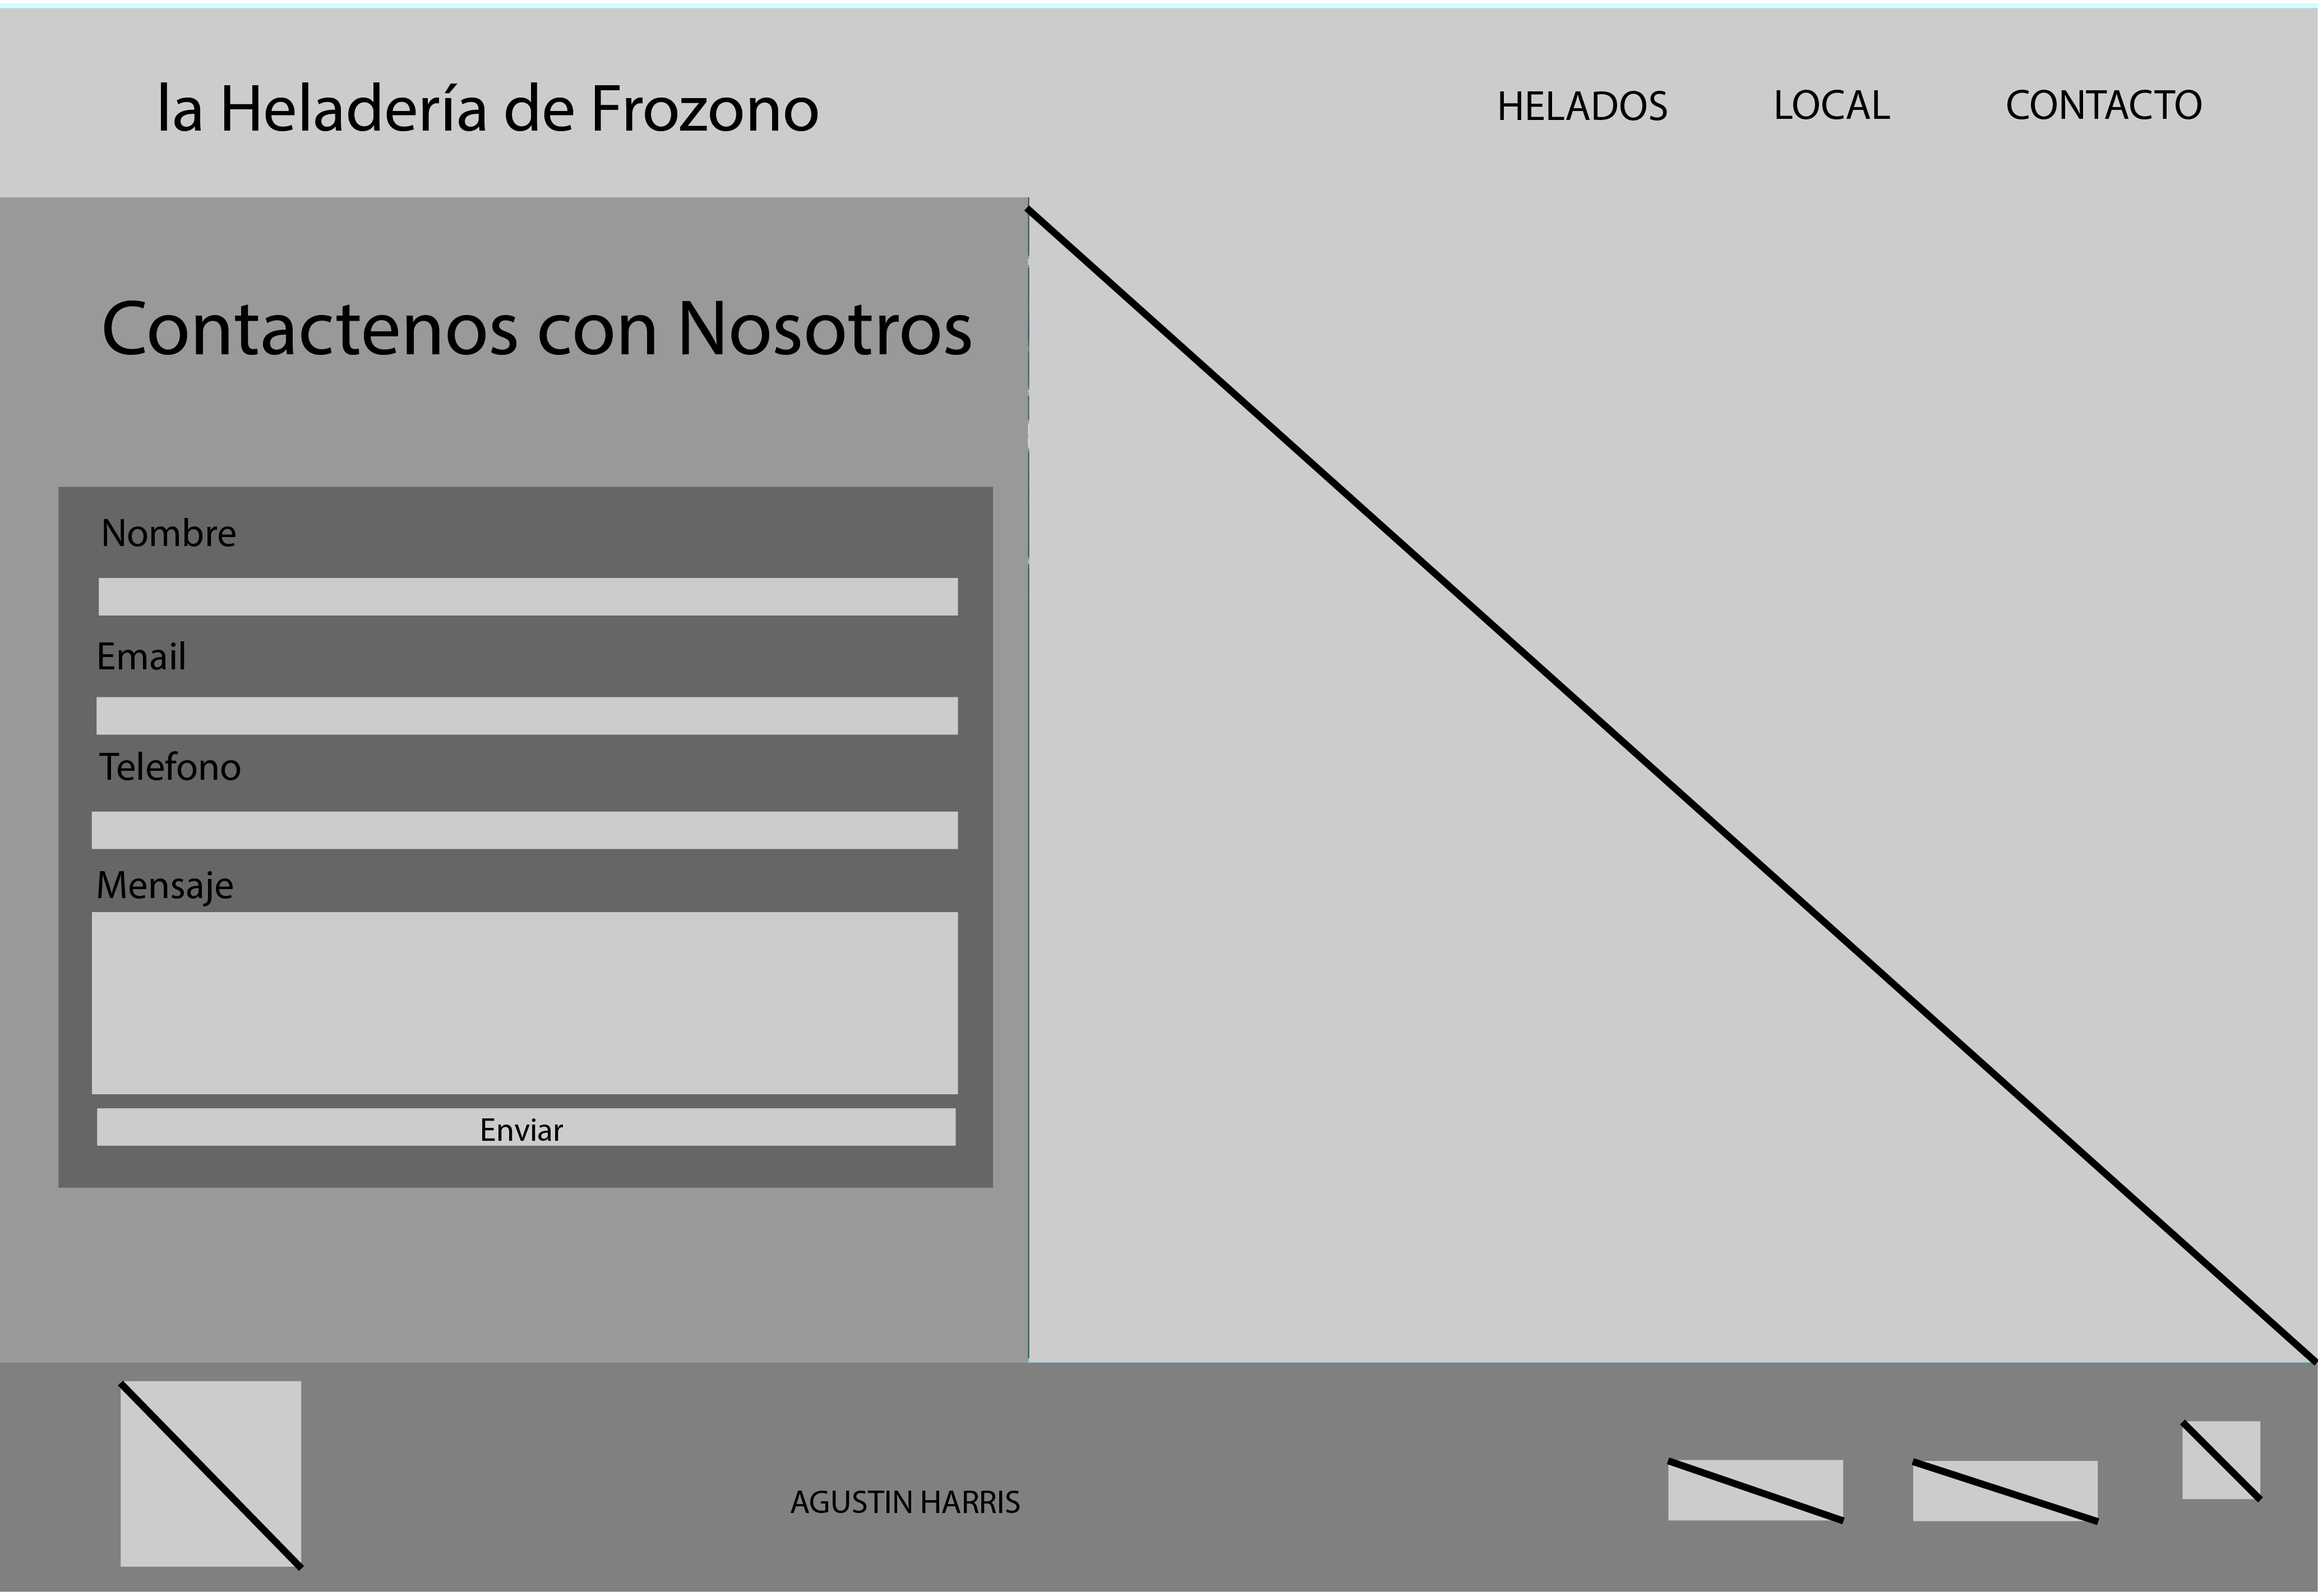 la Heladería de Frozono
HELADOS
LOCAL
CONTACTO
Contactenos con Nosotros
Nombre
Email
Telefono
Mensaje
Enviar
AGUSTIN HARRIS